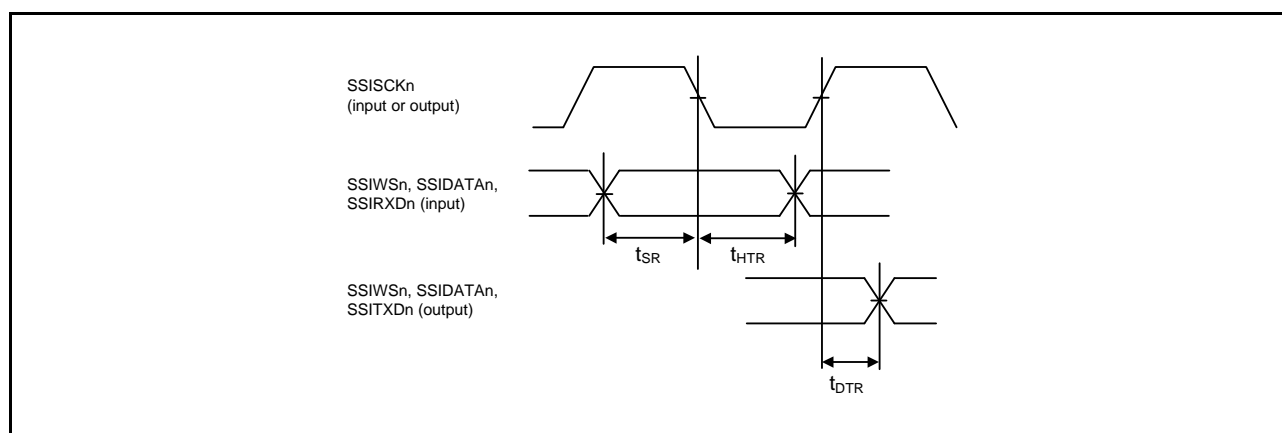 SSISCKn
(input or output)
SSIWSn, SSIDATAn,
SSIRXDn (input)
tSR
tHTR
SSIWSn, SSIDATAn,
SSITXDn (output)
tDTR